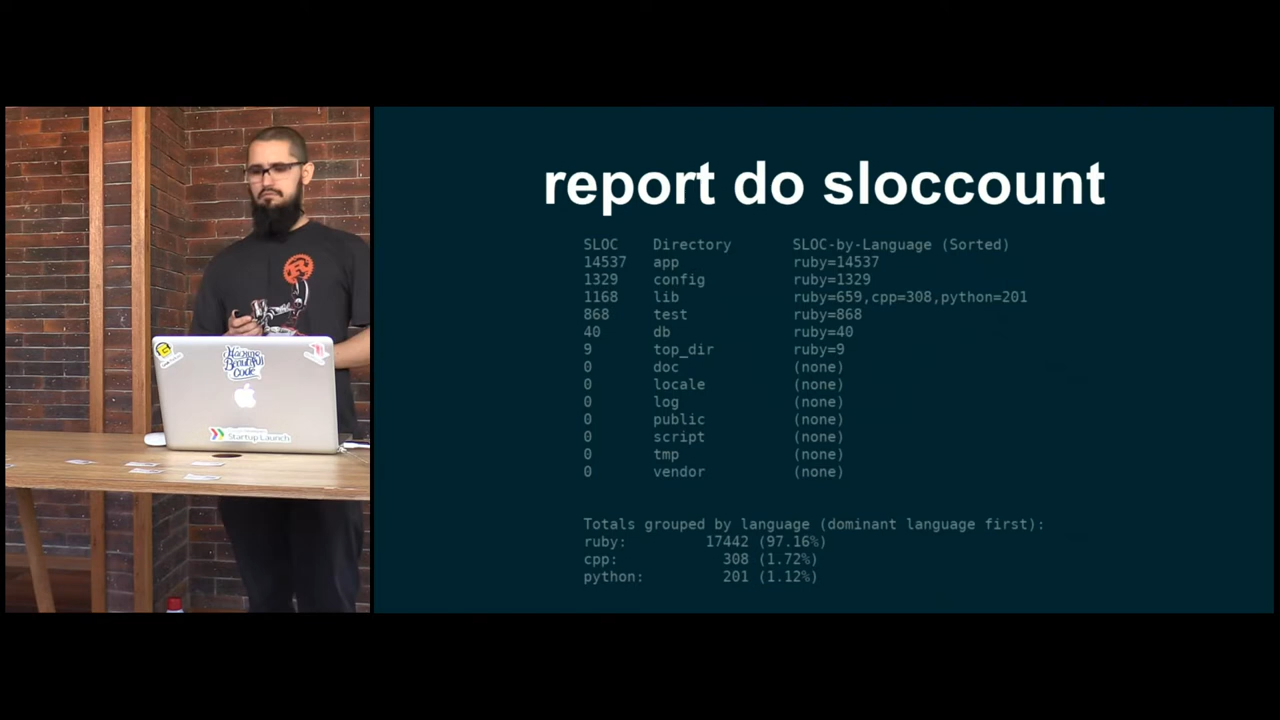 report do sloccount
SLOC Directory SLOC-by-Language (Sorted)
14537 app ruby=14537
1329 config ruby=1329
1168 lib ruby=659,cpp=308,python=201
868 test ruby=868
40 db ruby=40
9 top_dir ruby=9
0 doc (none)
0 locale (none)
0 log (none)
0 public (none)
0 script (none)
0 tmp (none)
0 vendor (none)
Totals grouped by language (dominant language first):
ruby: 17442 (97.16%)
cpp: 308 (1.72%)
python: 201 (1.12%)
Hacking
Beautiful
Code
Startup Launch